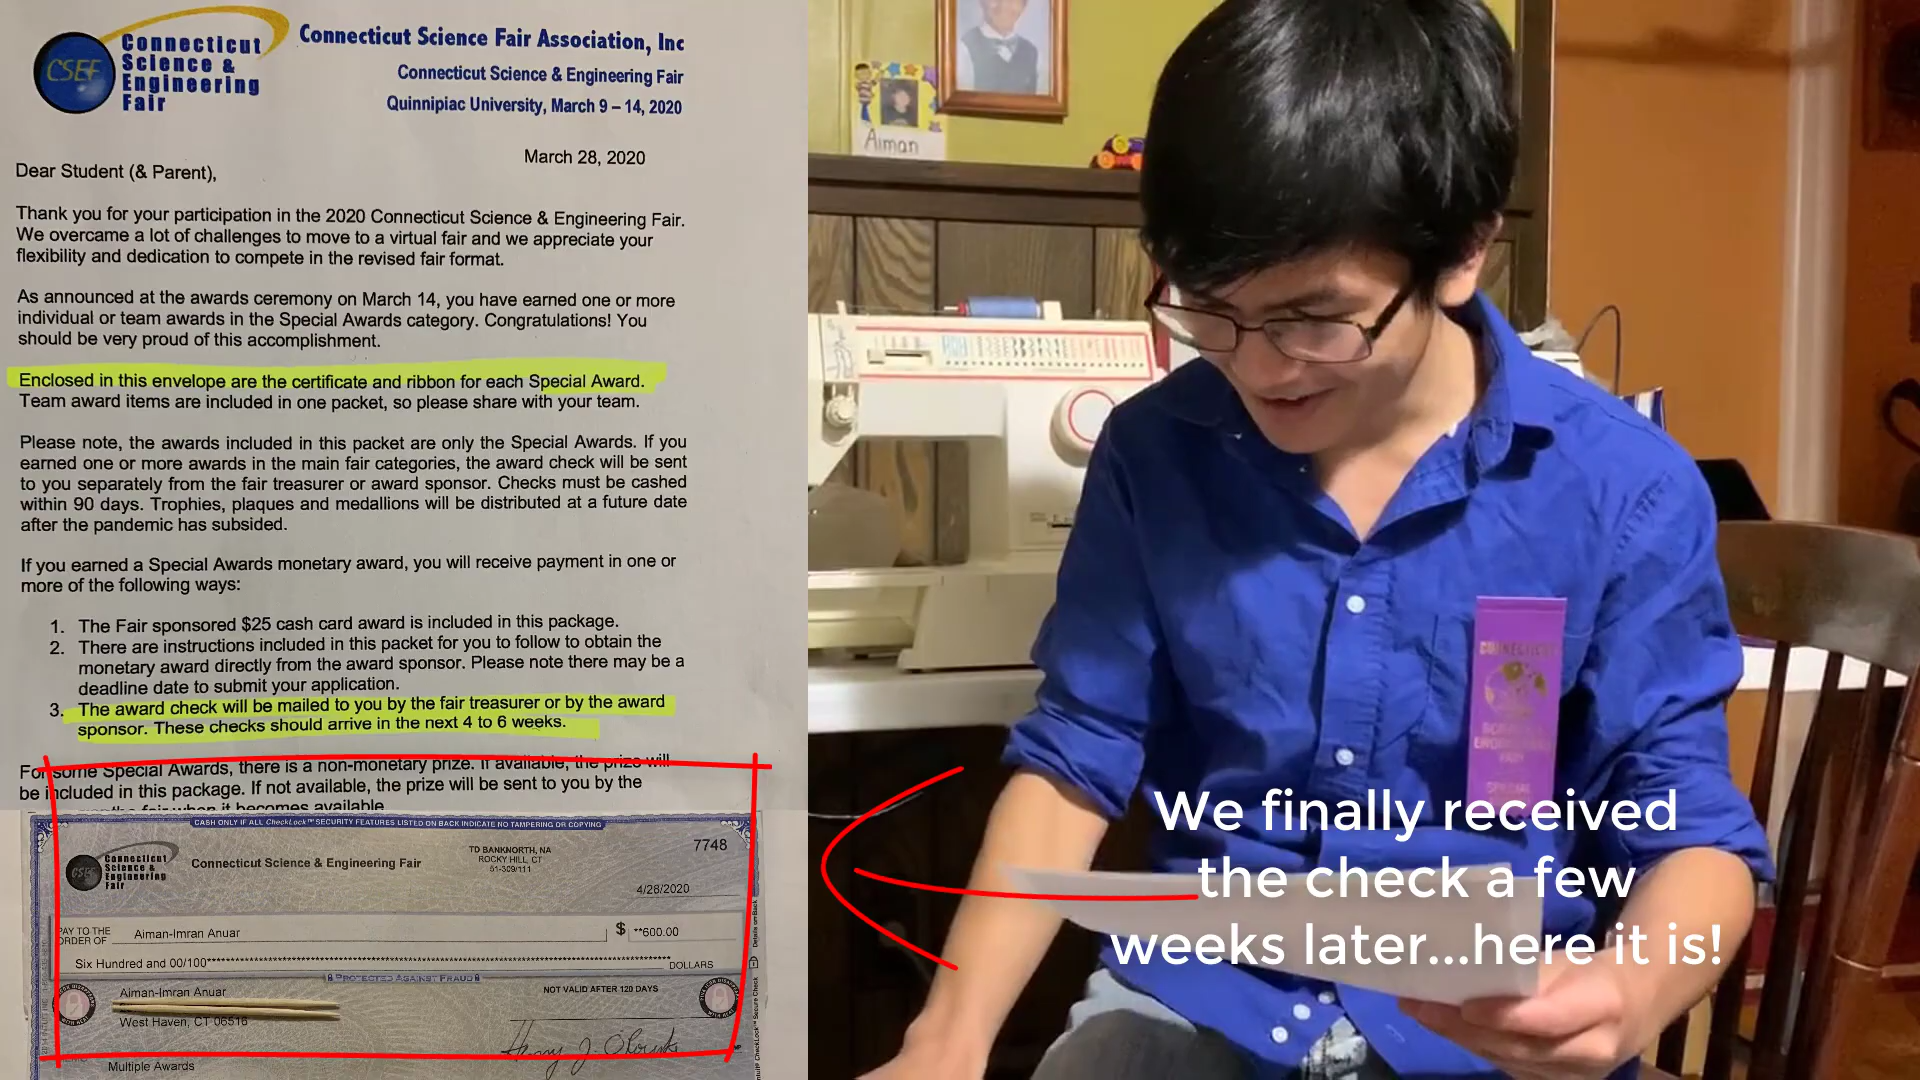 CSEF
Connecticut
Science &
Engineering
Fair
Connecticut Science Fair Association, Inc
Connecticut Science & Engineering Fair
Quinnipiac University, March 9 – 14, 2020
March 28, 2020
Dear Student (& Parent),
Thank you for your participation in the 2020 Connecticut Science & Engineering Fair.
We overcame a lot of challenges to move to a virtual fair and we appreciate your
flexibility and dedication to compete in the revised fair format.
As announced at the awards ceremony on March 14, you have earned one or more
individual or team awards in the Special Awards category. Congratulations! You
should be very proud of this accomplishment.
Enclosed in this envelope are the certificate and ribbon for each Special Award.
Team award items are included in one packet, so please share with your team.
Please note, the awards included in this packet are only the Special Awards. If you
earned one or more awards in the main fair categories, the award check will be sent
to you separately from the fair treasurer or award sponsor. Checks must be cashed
within 90 days. Trophies, plaques and medallions will be distributed at a future date
after the pandemic has subsided.
If you earned a Special Awards monetary award, you will receive payment in one or
more of the following ways:
1. The Fair sponsored $25 cash card award is included in this package.
2. There are instructions included in this packet for you to follow to obtain the
monetary award directly from the award sponsor. Please note there may be a
deadline date to submit your application.
3. The award check will be mailed to you by the fair treasurer or by the award
sponsor. These checks should arrive in the next 4 to 6 weeks.
For some Special Awards, there is a non-monetary prize. If available, the prize will
be included in this package. If not available, the prize will be sent to you by the
fair when it becomes available
CASH ONLY IF ALL CheckLock™ SECURITY FEATURES LISTED ON BACK INDICATE NO TAMPERING OR COPYING
CSEF
Connecticut
Science &
Engineering
Fair
Connecticut Science & Engineering Fair
TD BANKNORTH, NA
ROCKY HILL, CT
51-309/111
7748
4/28/2020
PAY TO THE
ORDER OF
Aiman-Imran Anuar
$ **600.00
Six Hundred and 00/100**********
DOLLARS
PROTECTED AGAINST FRAUD
Aiman-Imran Anuar
West Haven, CT 06516
NOT VALID AFTER 120 DAYS
Multiple Awards
Details on Back
Aiman
CONNECTICUT
SCIENCE &
ENGINEERING
FAIR
SPECIAL
We finally received
the check a few
weeks later...here it is!